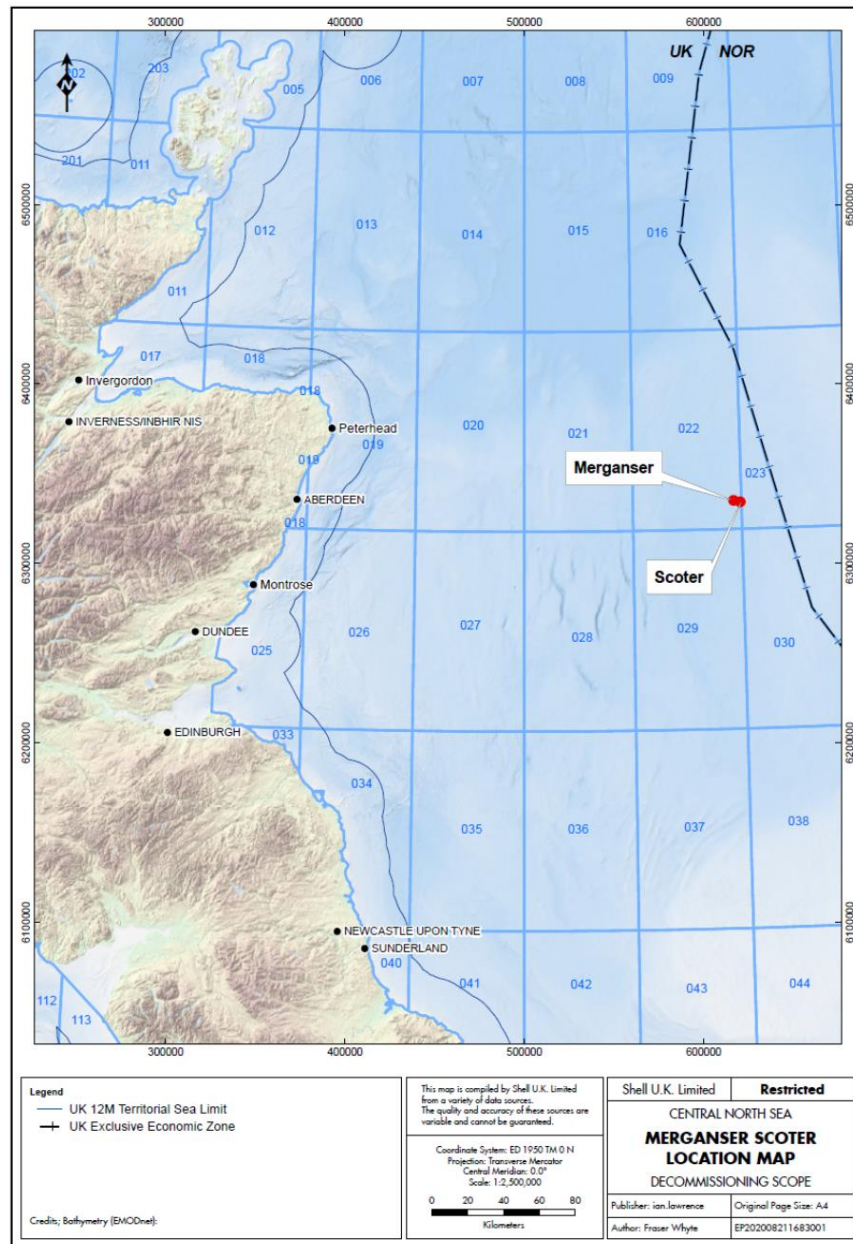 300000 400000 500000 600000
UK NOR
202
203
005
006
007
008
009
201
011
6500000
6500000
012
013
014
015
016
011
017
018
6400000
6400000
Invergordon
018
INVERNESS/INBHIR NIS
Peterhead
019
020
021
022
Merganser
019
023
ABERDEEN
018
Scoter
6300000
6300000
Montrose
DUNDEE
025
026
027
028
029
030
EDINBURGH
033
6200000
6200000
034
035
036
037
038
6100000
6100000
NEWCASTLE UPON TYNE
SUNDERLAND
040
041
042
043
044
112
113
300000 400000 500000 600000
Legend
UK 12M Territorial Sea Limit
UK Exclusive Economic Zone
Credits; Bathymetry (EMODnet):
This map is compiled by Shell U.K. Limited
from a variety of data sources.
The quality and accuracy of these sources are
variable and cannot be guaranteed.
Coordinate System: ED 1950 TM 0 N
Projection: Transverse Mercator
Central Meridian: 0.0°
Scale: 1:2,500,000
0 20 40 60 80
Kilometers
Shell U.K. Limited Restricted
CENTRAL NORTH SEA
MERGANSER SCOTER
LOCATION MAP
DECOMMISSIONING SCOPE
Publisher: ian.lawrence Original Page Size: A4
Author: Fraser Whyte EP202008211683001
N